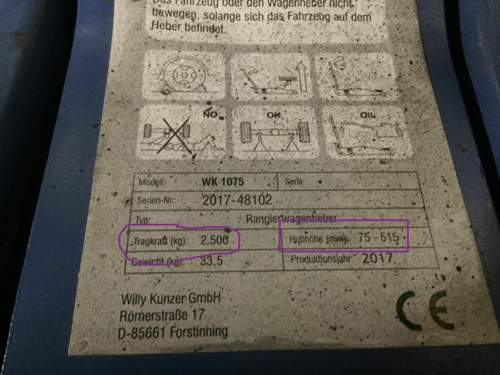 Das Fahrzeug oder den Wagenheber nicht
bewegen, solange sich das Fahrzeug auf dem
Heber befindet.
NO
OK
OIL
Modell: WK 1075 Serie:
Serien-Nr.: 2017-48102
Typ: Rangierwagenheber
Tragkraft (kg): 2.500 Hubhöhe (mm): 75 - 515
Gewicht (kg): 33,5 Produktionsjahr: 2017
Willy Kunzer GmbH
Römerstraße 17
D-85661 Forstinning
CE